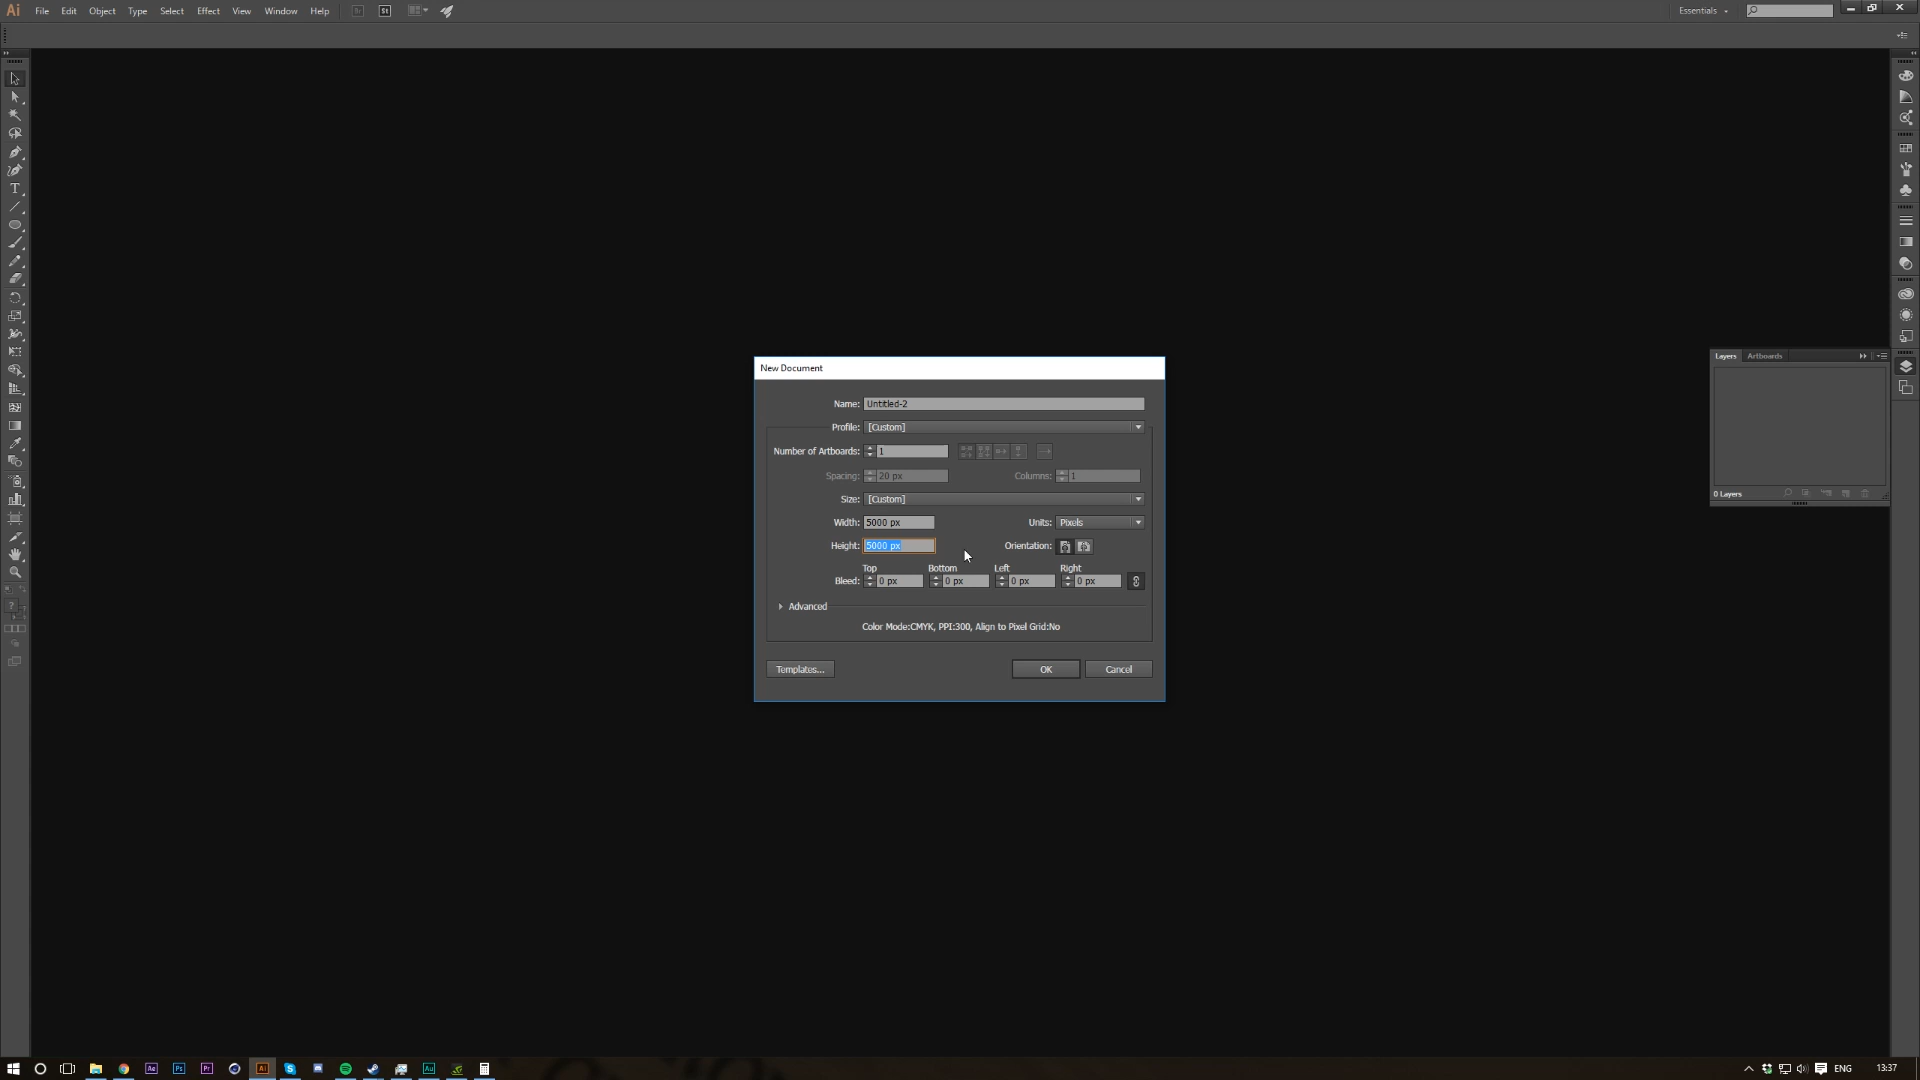 Ai File Edit Object Type Select Effect View Window Help Br St Essentials
New Document
Name: Untitled-2
Profile: [Custom]
Number of Artboards: 1
Spacing: 20 px Columns: 1
Size: [Custom]
Width: 5000 px Units: Pixels
Height: 5000 px Orientation:
Top Bottom Left Right
Bleed: 0 px 0 px 0 px 0 px
Advanced
Color Mode:CMYK, PPI:300, Align to Pixel Grid:No
Templates... OK Cancel
Layers Artboards
0 Layers
T
?
Ae Ps Pr Ai Au ENG 13:37